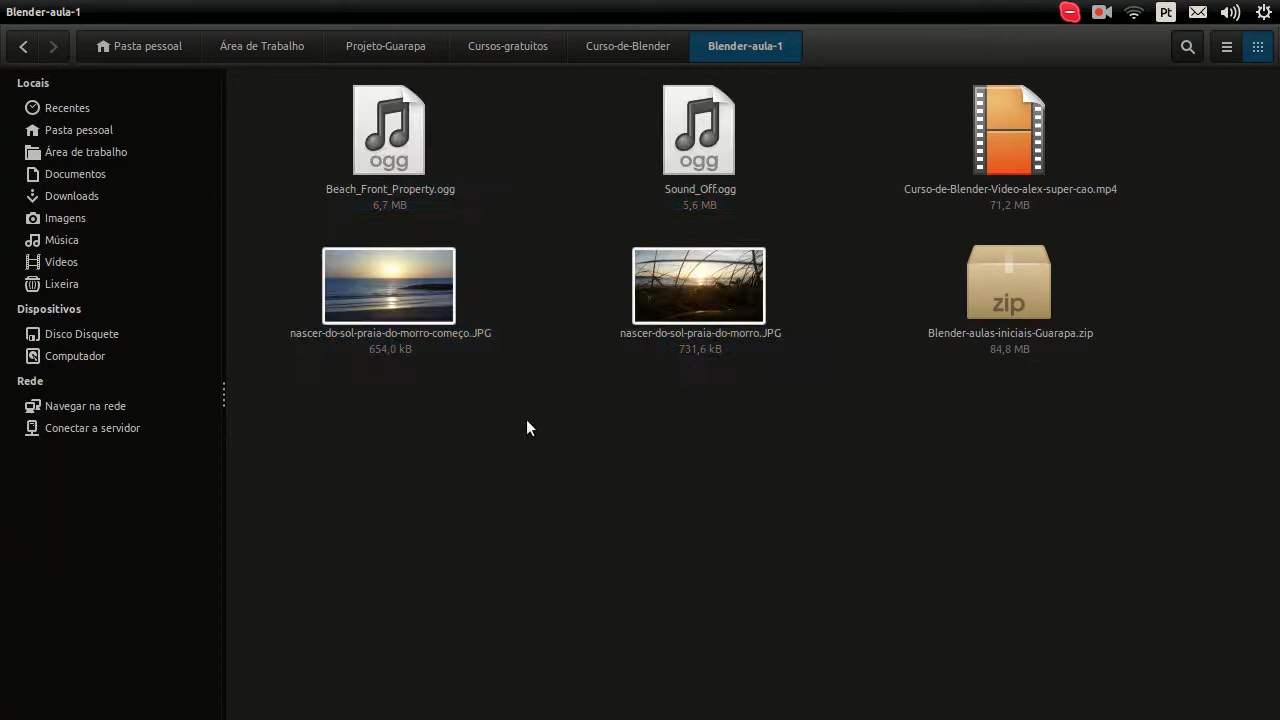 Blender-aula-1
Pt
Pasta pessoal
Área de Trabalho
Projeto-Guarapa
Cursos-gratuitos
Curso-de-Blender
Blender-aula-1
Locais
Recentes
Pasta pessoal
Área de trabalho
Documentos
Downloads
Imagens
Música
Vídeos
Lixeira
Dispositivos
Disco Disquete
Computador
Rede
Navegar na rede
Conectar a servidor
ogg
Beach_Front_Property.ogg
6,7 MB
ogg
Sound_Off.ogg
5,6 MB
Curso-de-Blender-Video-alex-super-cao.mp4
71,2 MB
nascer-do-sol-praia-do-morro-começo.JPG
654,0 kB
nascer-do-sol-praia-do-morro.JPG
731,6 kB
zip
Blender-aulas-iniciais-Guarapa.zip
84,8 MB